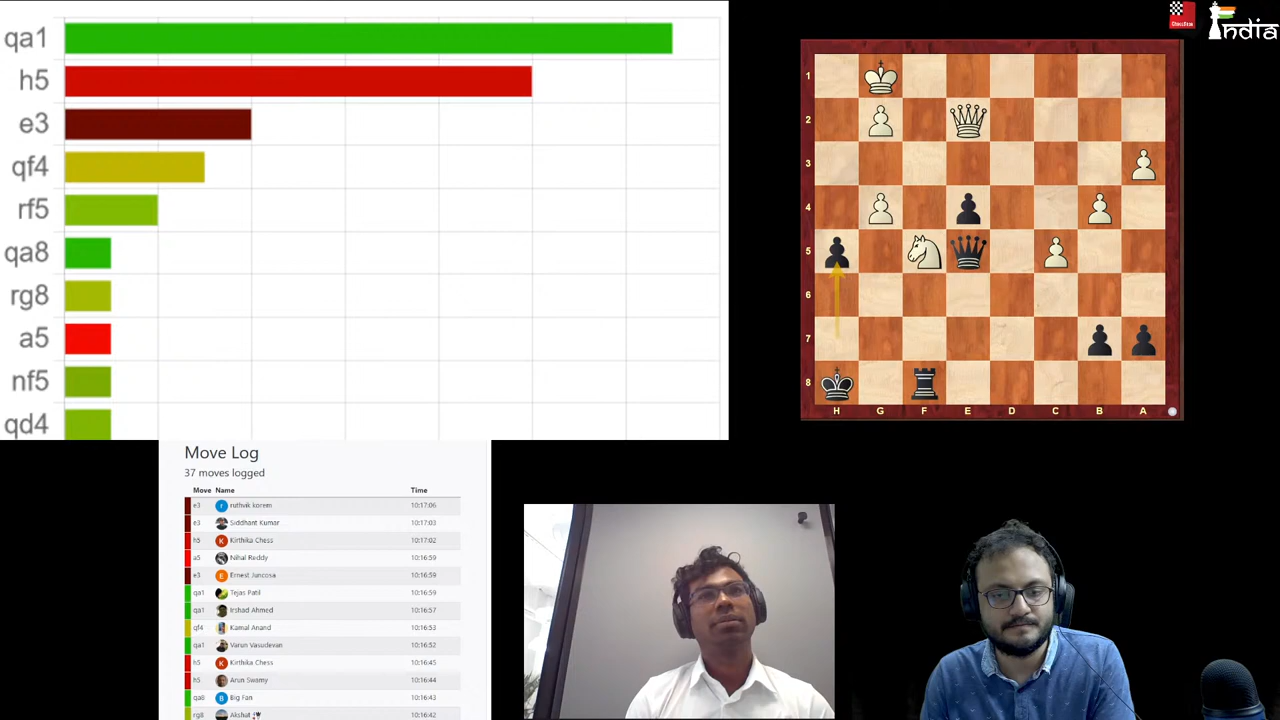 qa1
h5
e3
qf4
rf5
qa8
rg8
a5
nf5
qd4
ChessBase
India
1
2
3
4
5
6
7
8
H G F E D C B A
Move Log
37 moves logged
Move Name Time
e3 ruthvik korem 10:17:06
e3 Siddhant Kumar 10:17:03
h5 K Kirthika Chess 10:17:02
a5 Nihal Reddy 10:16:59
e3 E Ernest Juncosa 10:16:59
qa1 Tejas Patil 10:16:59
qa1 Irshad Ahmed 10:16:57
qf4 Kamal Anand 10:16:53
qa1 Varun Vasudevan 10:16:52
h5 K Kirthika Chess 10:16:45
h5 Arun Swamy 10:16:44
qa8 B Big Fan 10:16:43
rg8 Akshat 10:16:42